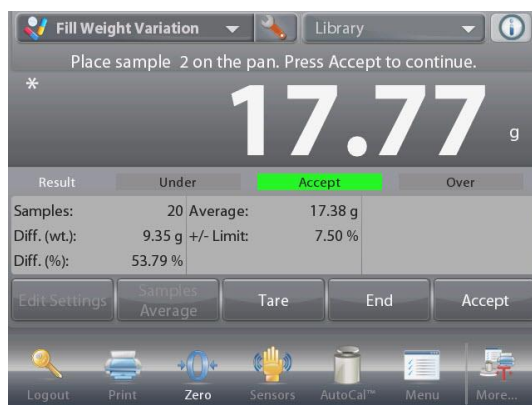 Fill Weight Variation Library
Place sample 2 on the pan. Press Accept to continue.
*
17.77 g
Result Under Accept Over
Samples: 20 Average: 17.38 g
Diff. (wt.): 9.35 g +/- Limit: 7.50 %
Diff. (%): 53.79 %
Edit Settings Samples Average Tare End Accept
Logout Print Zero Sensors AutoCal™ Menu More...